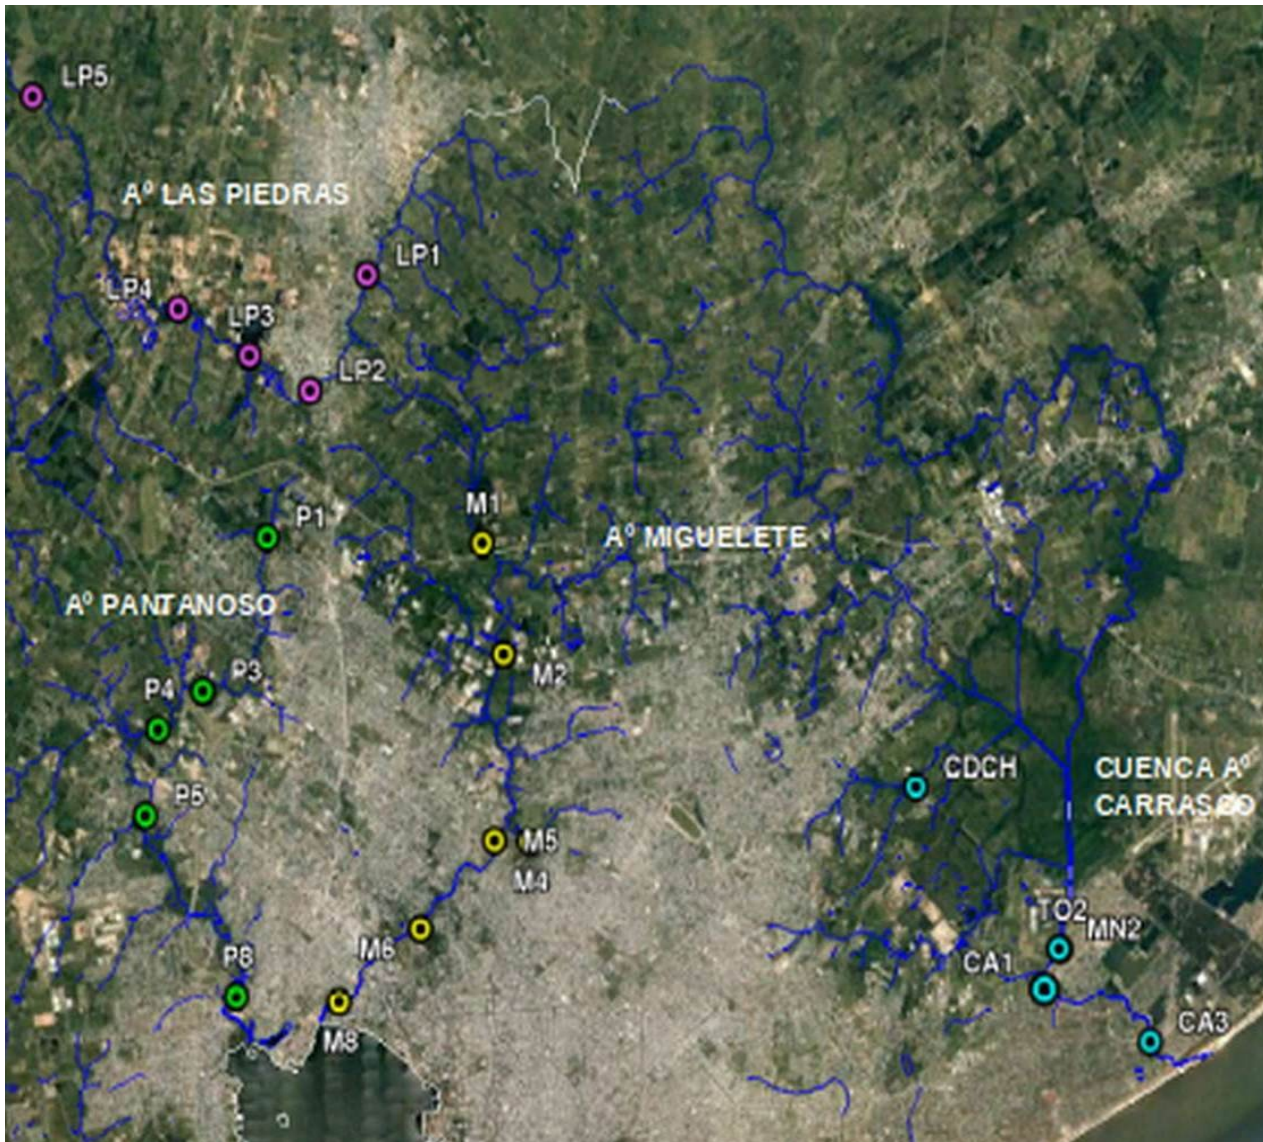 LP5
Aº LAS PIEDRAS
LP1
LP4
LP3
LP2
M1
P1
Aº MIGUELETE
Aº PANTANOSO
M2
P3
P4
CDCH
CUENCA Aº
CARRASCO
P5
M5
M4
TO2
MN2
M6
P8
CA1
CA3
M8